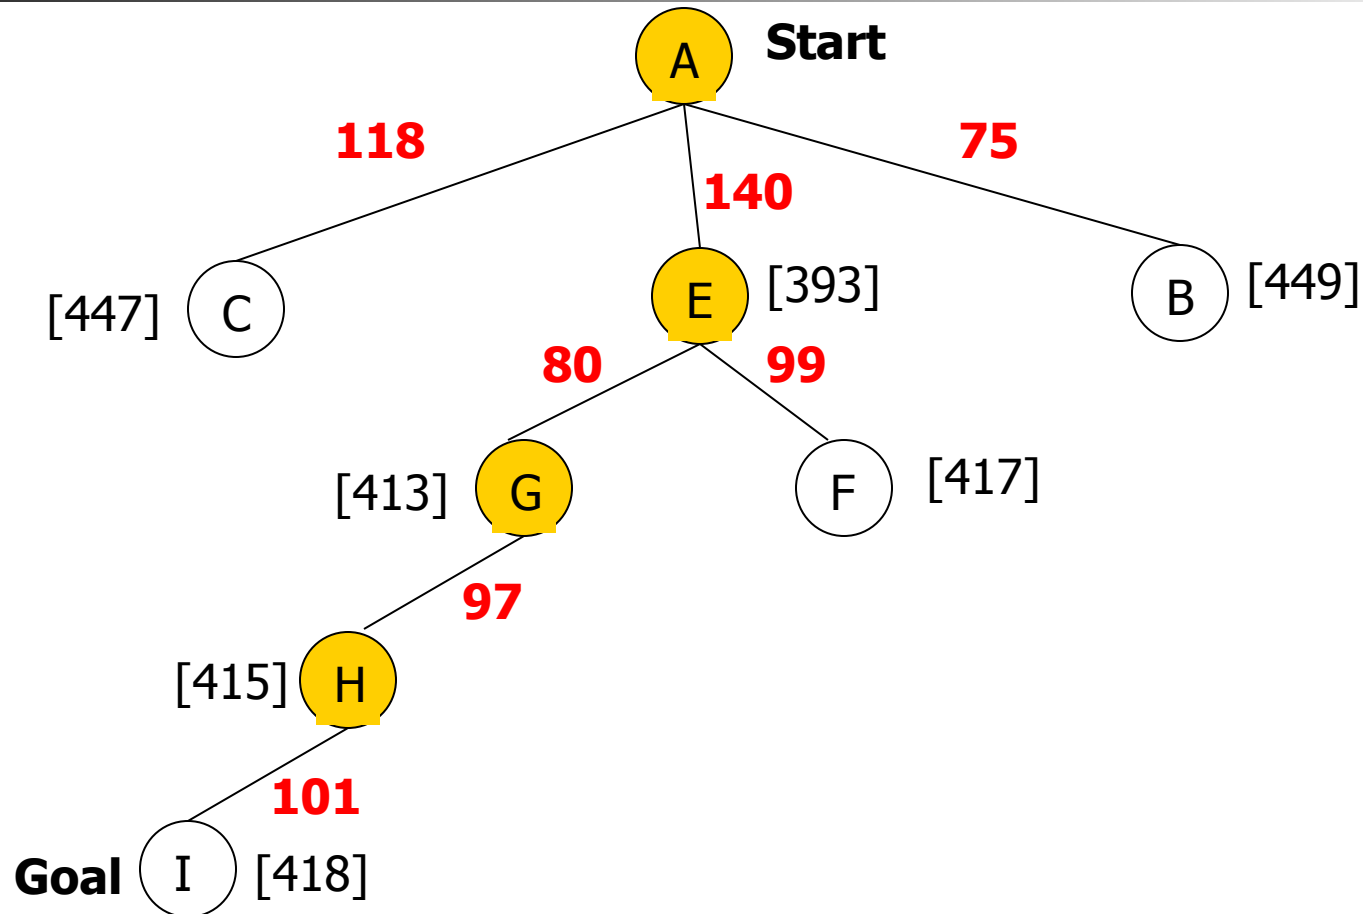 A Start
118
75
140
[447] C
E [393]
B [449]
80
99
[413] G
F [417]
97
[415] H
101
Goal I [418]